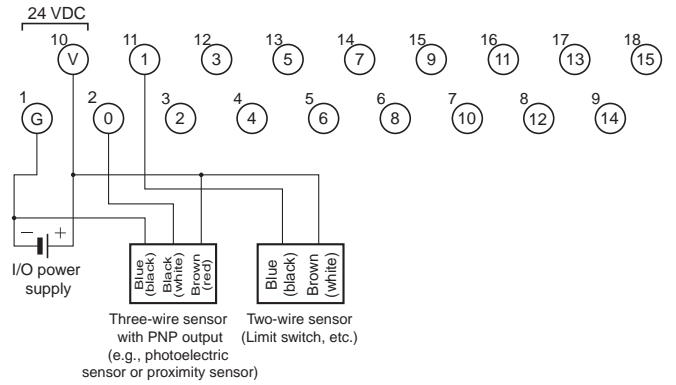 24 VDC
10 11 12 13 14 15 16 17 18
V 1 3 5 7 9 11 13 15
1 2 3 4 5 6 7 8 9
G 0 2 4 6 8 10 12 14
− +
I/O power
supply
Blue
(black)
Black
(white)
Brown
(red)
Blue
(black)
Brown
(white)
Three-wire sensor
with PNP output
(e.g., photoelectric
sensor or proximity sensor)
Two-wire sensor
(Limit switch, etc.)